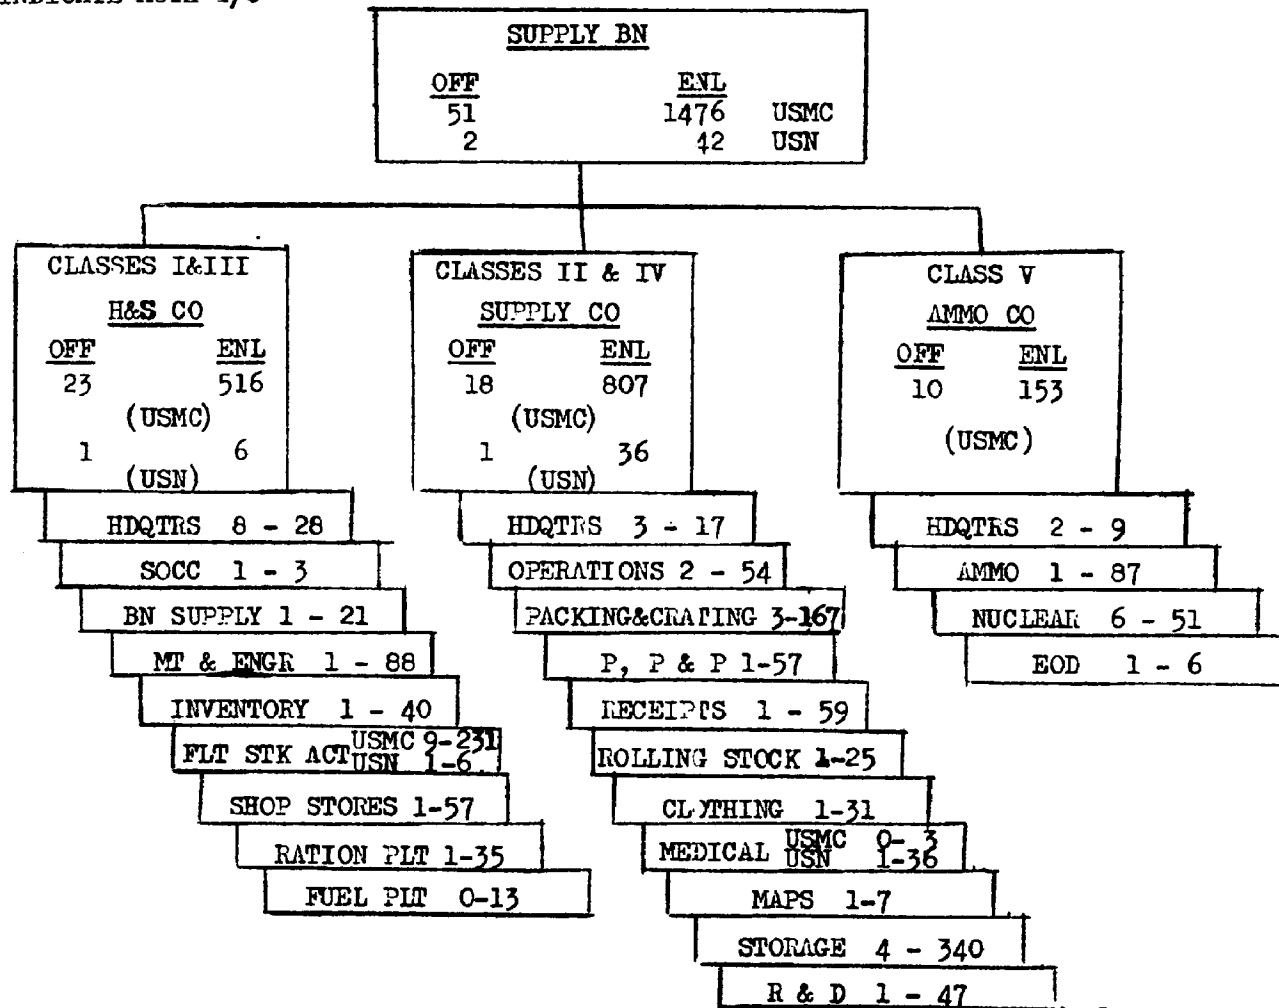 SUPPLY BN
OFF ENL
51 1476 USMC
2 42 USN
CLASSES I&III
H&S CO
OFF ENL
23 516
(USMC)
1 6
(USN)
HDQTRS 8 - 28
SOCC 1 - 3
BN SUPPLY 1 - 21
MT & ENGR 1 - 88
INVENTORY 1 - 40
FLT STK ACT USMC 9-231
USN 1-6
SHOP STORES 1-57
RATION PLT 1-35
FUEL PLT 0-13
CLASSES II & IV
SUPPLY CO
OFF ENL
18 807
(USMC)
1 36
(USN)
HDQTRS 3 - 17
OPERATIONS 2 - 54
PACKING&CRATING 3-167
P, P & P 1-57
RECEIPTS 1 - 59
ROLLING STOCK 1-25
CLOTHING 1-31
MEDICAL USMC 0- 3
USN 1-36
MAPS 1-7
STORAGE 4 - 340
R & D 1 - 47
CLASS V
AMMO CO
OFF ENL
10 153
(USMC)
HDQTRS 2 - 9
AMMO 1 - 87
NUCLEAR 6 - 51
EOD 1 - 6